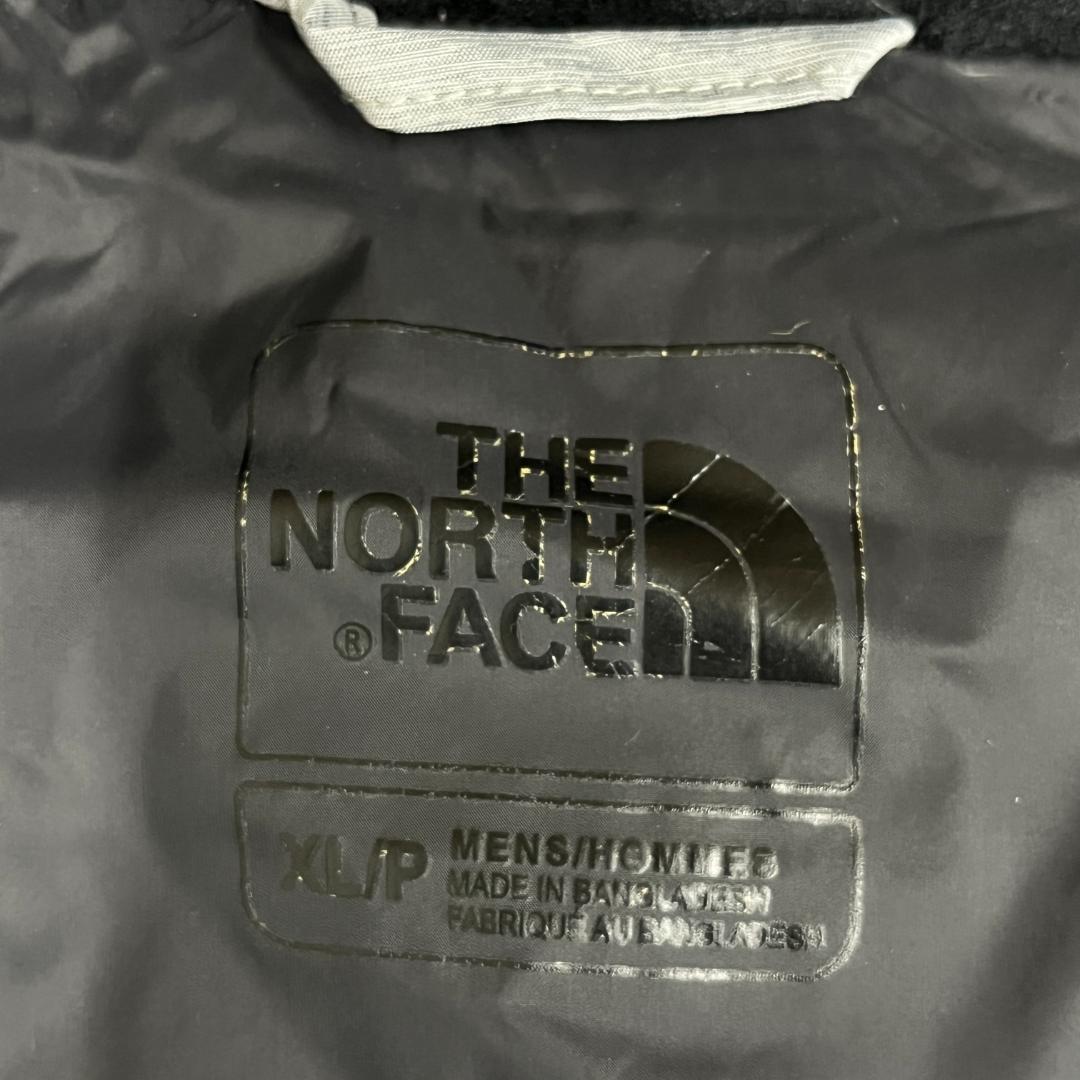 THE
NORTH
® FACE
XL/P
MENS/HOMMES
MADE IN BANGLADESH
FABRIQUE AU BANGLADESH